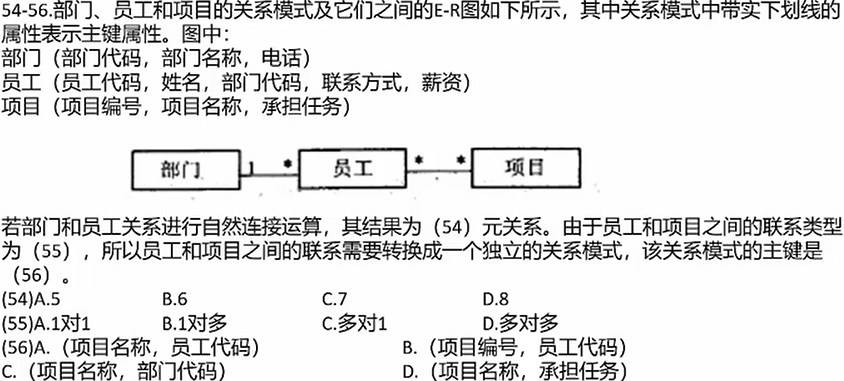 54-56.部门、员工和项目的关系模式及它们之间的E-R图如下所示，其中关系模式中带实下划线的
属性表示主键属性。图中：
部门（部门代码，部门名称，电话）
员工（员工代码，姓名，部门代码，联系方式，薪资）
项目（项目编号，项目名称，承担任务）
部门 1 * 员工 * * 项目
若部门和员工关系进行自然连接运算，其结果为（54）元关系。由于员工和项目之间的联系类型
为（55），所以员工和项目之间的联系需要转换成一个独立的关系模式，该关系模式的主键是
（56）。
(54)A.5 B.6 C.7 D.8
(55)A.1对1 B.1对多 C.多对1 D.多对多
(56)A.（项目名称，员工代码） B.（项目编号，员工代码）
C.（项目名称，部门代码） D.（项目名称，承担任务）